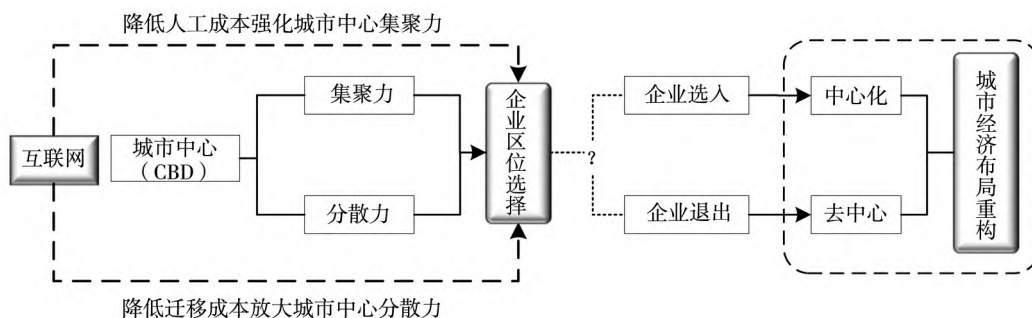 降低人工成本强化城市中心集聚力
互联网
城市中心
（CBD）
集聚力
分散力
企业区位选择
?
企业选入
企业退出
中心化
去中心
城市经济布局重构
降低迁移成本放大城市中心分散力